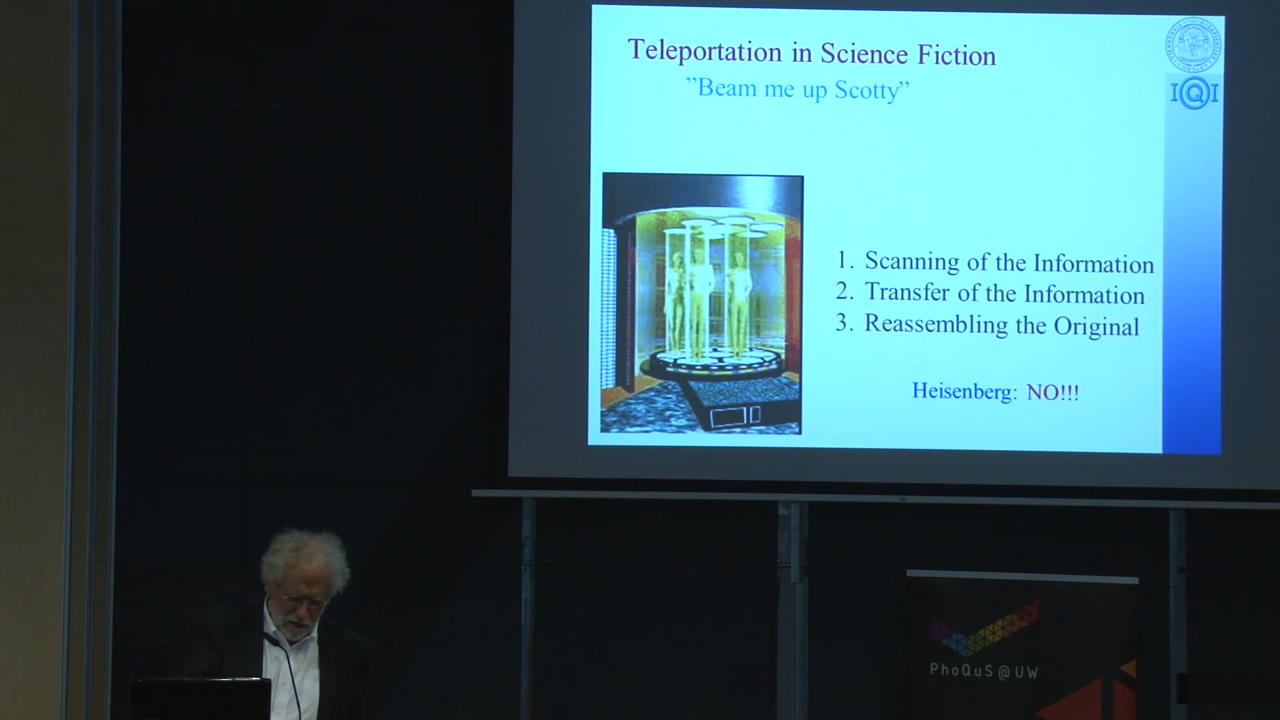 Teleportation in Science Fiction
”Beam me up Scotty”
1. Scanning of the Information
2. Transfer of the Information
3. Reassembling the Original
Heisenberg: NO!!!
IQI
PhoQuS@UW